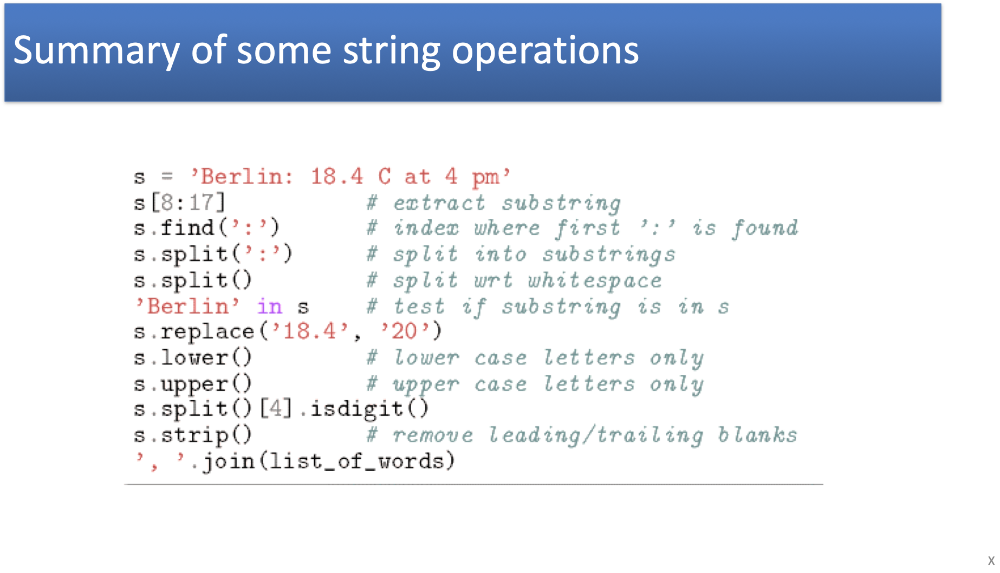 Summary of some string operations
s = ’Berlin: 18.4 C at 4 pm’
s[8:17] # extract substring
s.find(’:’) # index where first ’:’ is found
s.split(’:’) # split into substrings
s.split() # split wrt whitespace
’Berlin’ in s # test if substring is in s
s.replace(’18.4’, ’20’)
s.lower() # lower case letters only
s.upper() # upper case letters only
s.split()[4].isdigit()
s.strip() # remove leading/trailing blanks
’, ’.join(list_of_words)
x